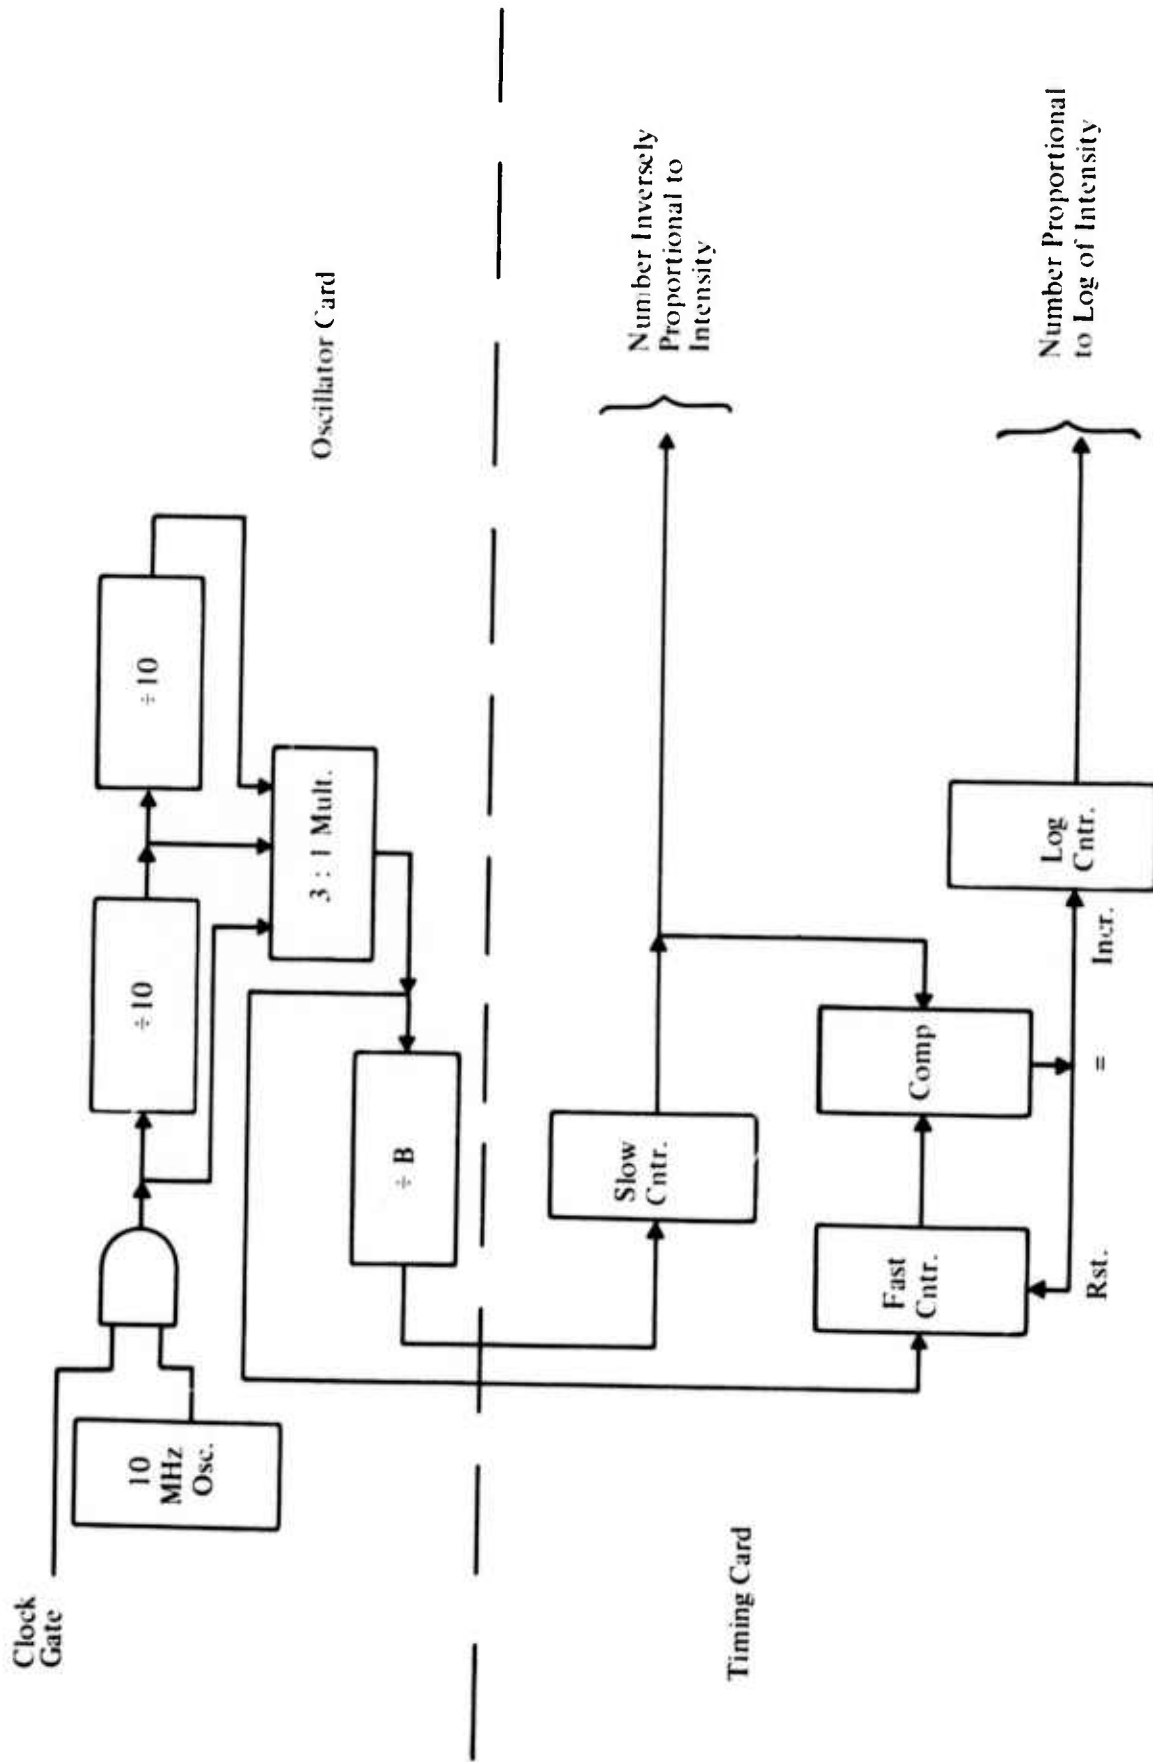 Clock
Gate
10
MHz
Osc.
÷10
÷10
3 : 1 Mult.
÷ B
Oscillator Card
Timing Card
Slow
Cntr.
Number Inversely
Proportional to
Intensity
Fast
Cntr.
Comp
Rst.
=
Incr.
Log
Cntr.
Number Proportional
to Log of Intensity